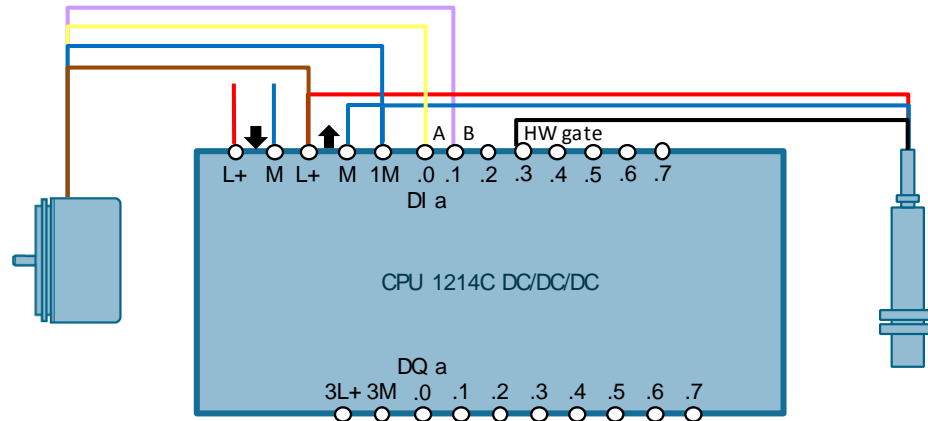 A B HW gate
L+ M L+ M 1M .0 .1 .2 .3 .4 .5 .6 .7
DI a
CPU 1214C DC/DC/DC
DQ a
3L+ 3M .0 .1 .2 .3 .4 .5 .6 .7